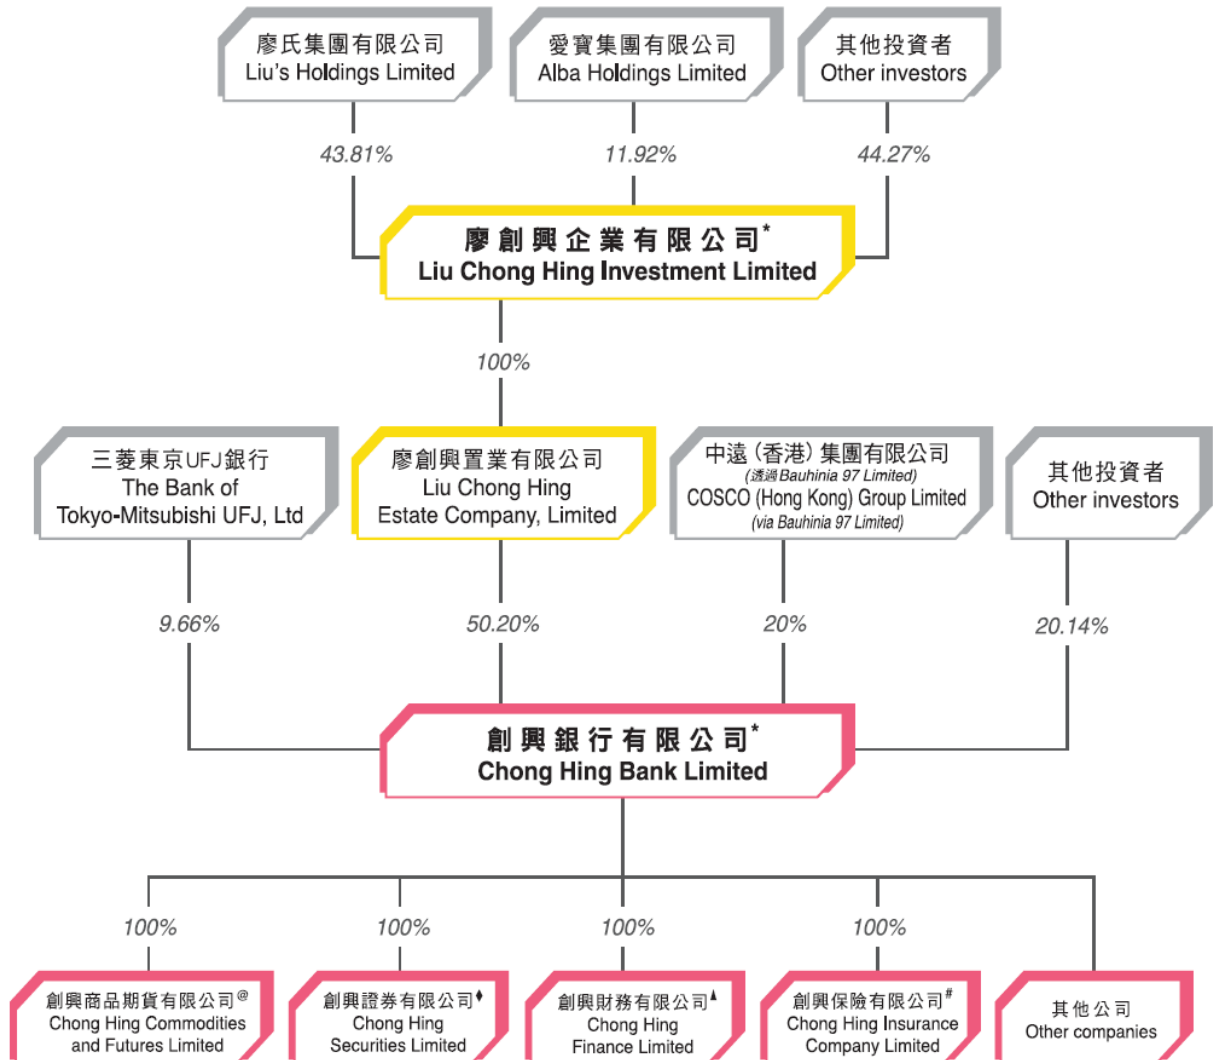 廖氏集團有限公司
Liu's Holdings Limited
愛寶集團有限公司
Alba Holdings Limited
其他投資者
Other investors
43.81%
11.92%
44.27%
廖創興企業有限公司*
Liu Chong Hing Investment Limited
100%
三菱東京UFJ銀行
The Bank of
Tokyo-Mitsubishi UFJ, Ltd
廖創興置業有限公司
Liu Chong Hing
Estate Company, Limited
中遠(香港)集團有限公司
(透過Bauhinia 97 Limited)
COSCO (Hong Kong) Group Limited
(via Bauhinia 97 Limited)
其他投資者
Other investors
9.66%
50.20%
20%
20.14%
創興銀行有限公司*
Chong Hing Bank Limited
100%
100%
100%
100%
創興商品期貨有限公司@
Chong Hing Commodities
and Futures Limited
創興證券有限公司♦
Chong Hing
Securities Limited
創興財務有限公司▲
Chong Hing
Finance Limited
創興保險有限公司#
Chong Hing Insurance
Company Limited
其他公司
Other companies